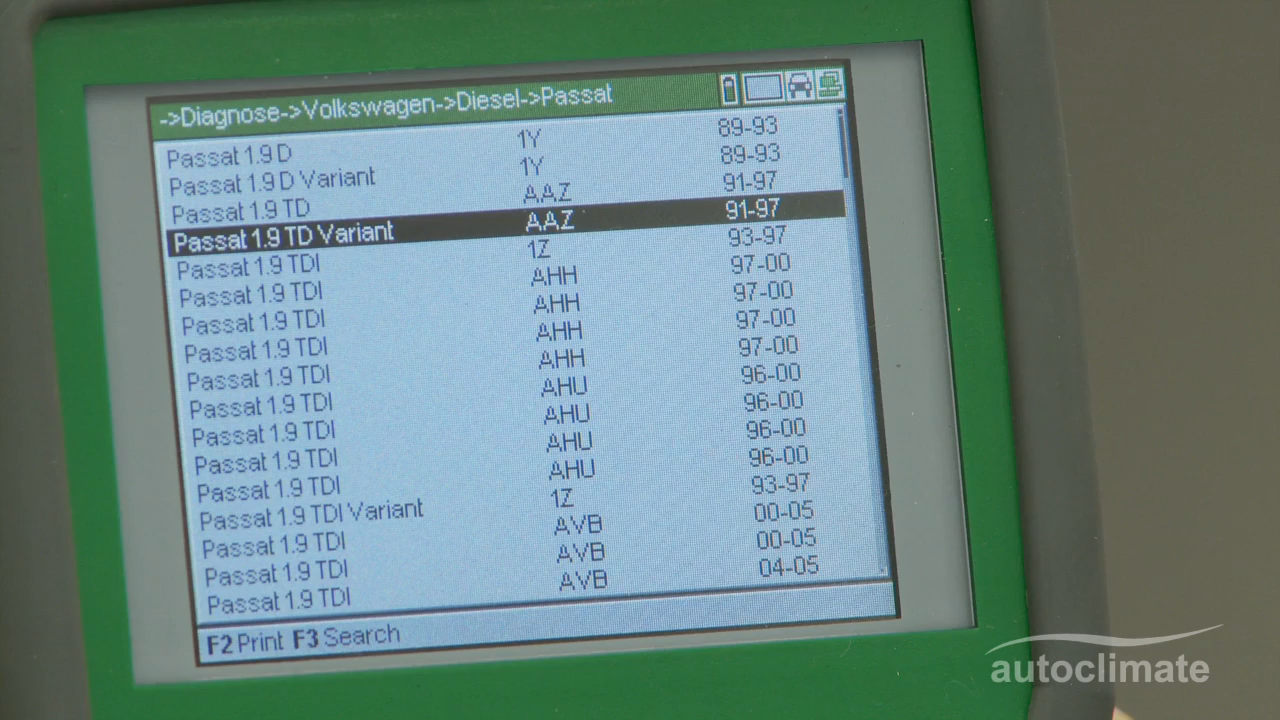 ->Diagnose->Volkswagen->Diesel->Passat
Passat 1.9 D 1Y 89-93
Passat 1.9 D Variant 1Y 89-93
Passat 1.9 TD AAZ 91-97
Passat 1.9 TD Variant AAZ 91-97
Passat 1.9 TDI 1Z 93-97
Passat 1.9 TDI AHH 97-00
Passat 1.9 TDI AHH 97-00
Passat 1.9 TDI AHH 97-00
Passat 1.9 TDI AHH 97-00
Passat 1.9 TDI AHU 96-00
Passat 1.9 TDI AHU 96-00
Passat 1.9 TDI AHU 96-00
Passat 1.9 TDI AHU 96-00
Passat 1.9 TDI Variant 1Z 93-97
Passat 1.9 TDI AVB 00-05
Passat 1.9 TDI AVB 00-05
Passat 1.9 TDI AVB 04-05
F2 Print F3 Search
autoclimate